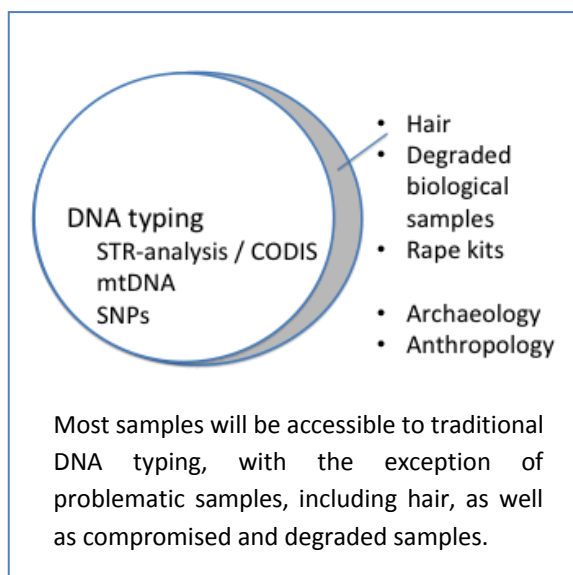 DNA typing
STR-analysis / CODIS
mtDNA
SNPs
• Hair
• Degraded
biological
samples
• Rape kits
• Archaeology
• Anthropology
Most samples will be accessible to traditional
DNA typing, with the exception of
problematic samples, including hair, as well
as compromised and degraded samples.